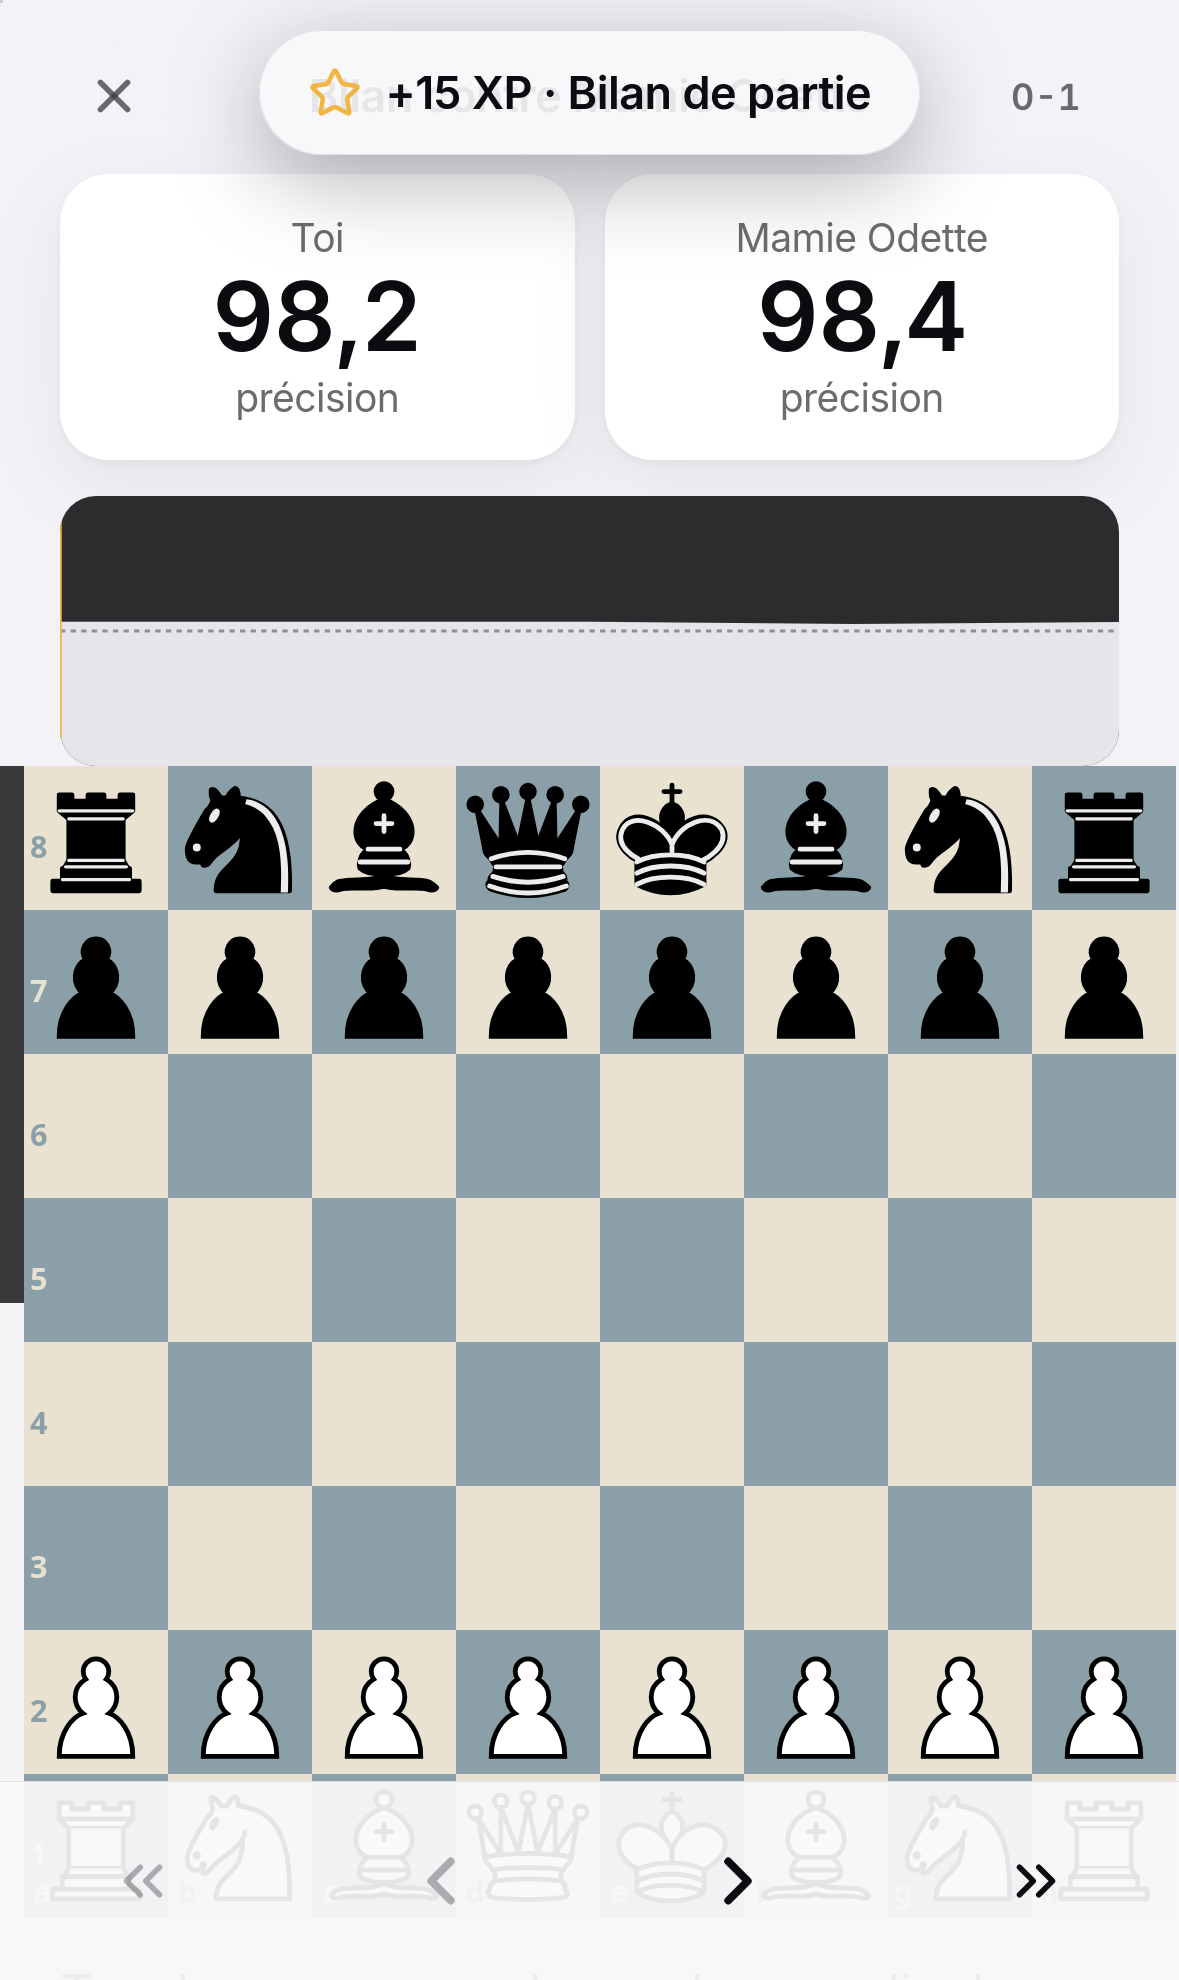 +15 XP · Bilan de partie
0-1
Toi
98,2
précision
Mamie Odette
98,4
précision
8
7
6
5
4
3
2
1
a b d e g